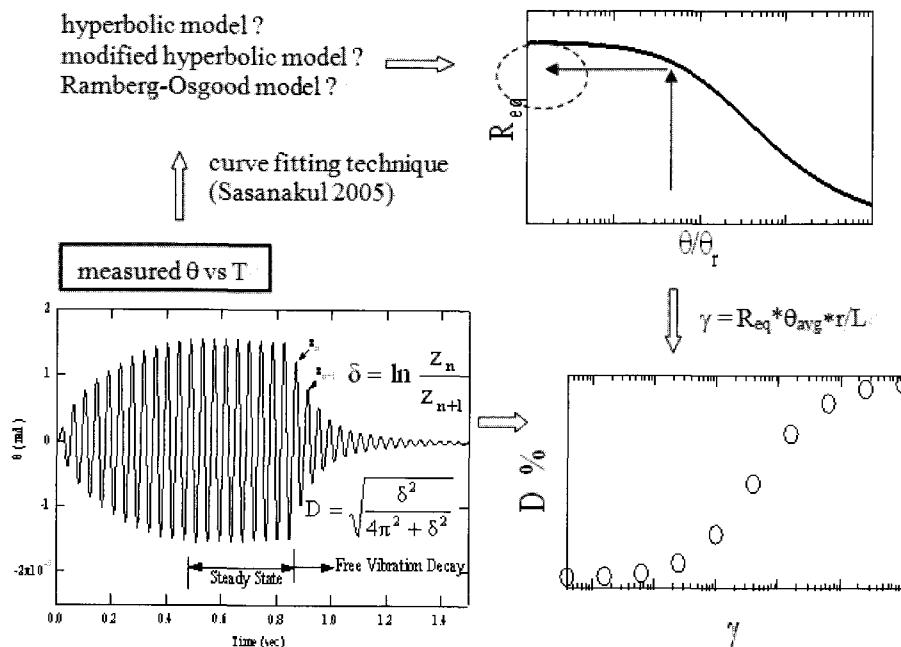 hyperbolic model ?
modified hyperbolic model ?
Ramberg-Osgood model ?
R_eq
θ/θ_r
curve fitting technique
(Sasanakul 2005)
measured θ vs T
γ = R_eq*θ_avg*r/L
2
1
0
-1
θ (rad.)
δ = ln z_n / z_{n+1}
D = √(δ² / (4π² + δ²))
Steady State
Free Vibration Decay
0.0 0.2 0.4 0.6 0.8 1.0 1.2 1.4
Time (sec)
D %
γ